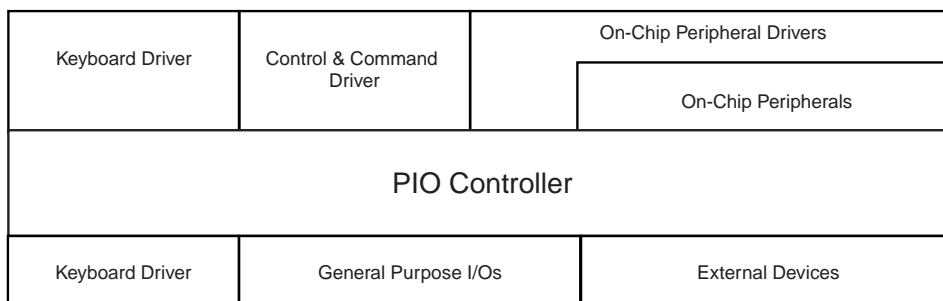 Keyboard Driver
Control & Command
Driver
On-Chip Peripheral Drivers
On-Chip Peripherals
PIO Controller
Keyboard Driver
General Purpose I/Os
External Devices